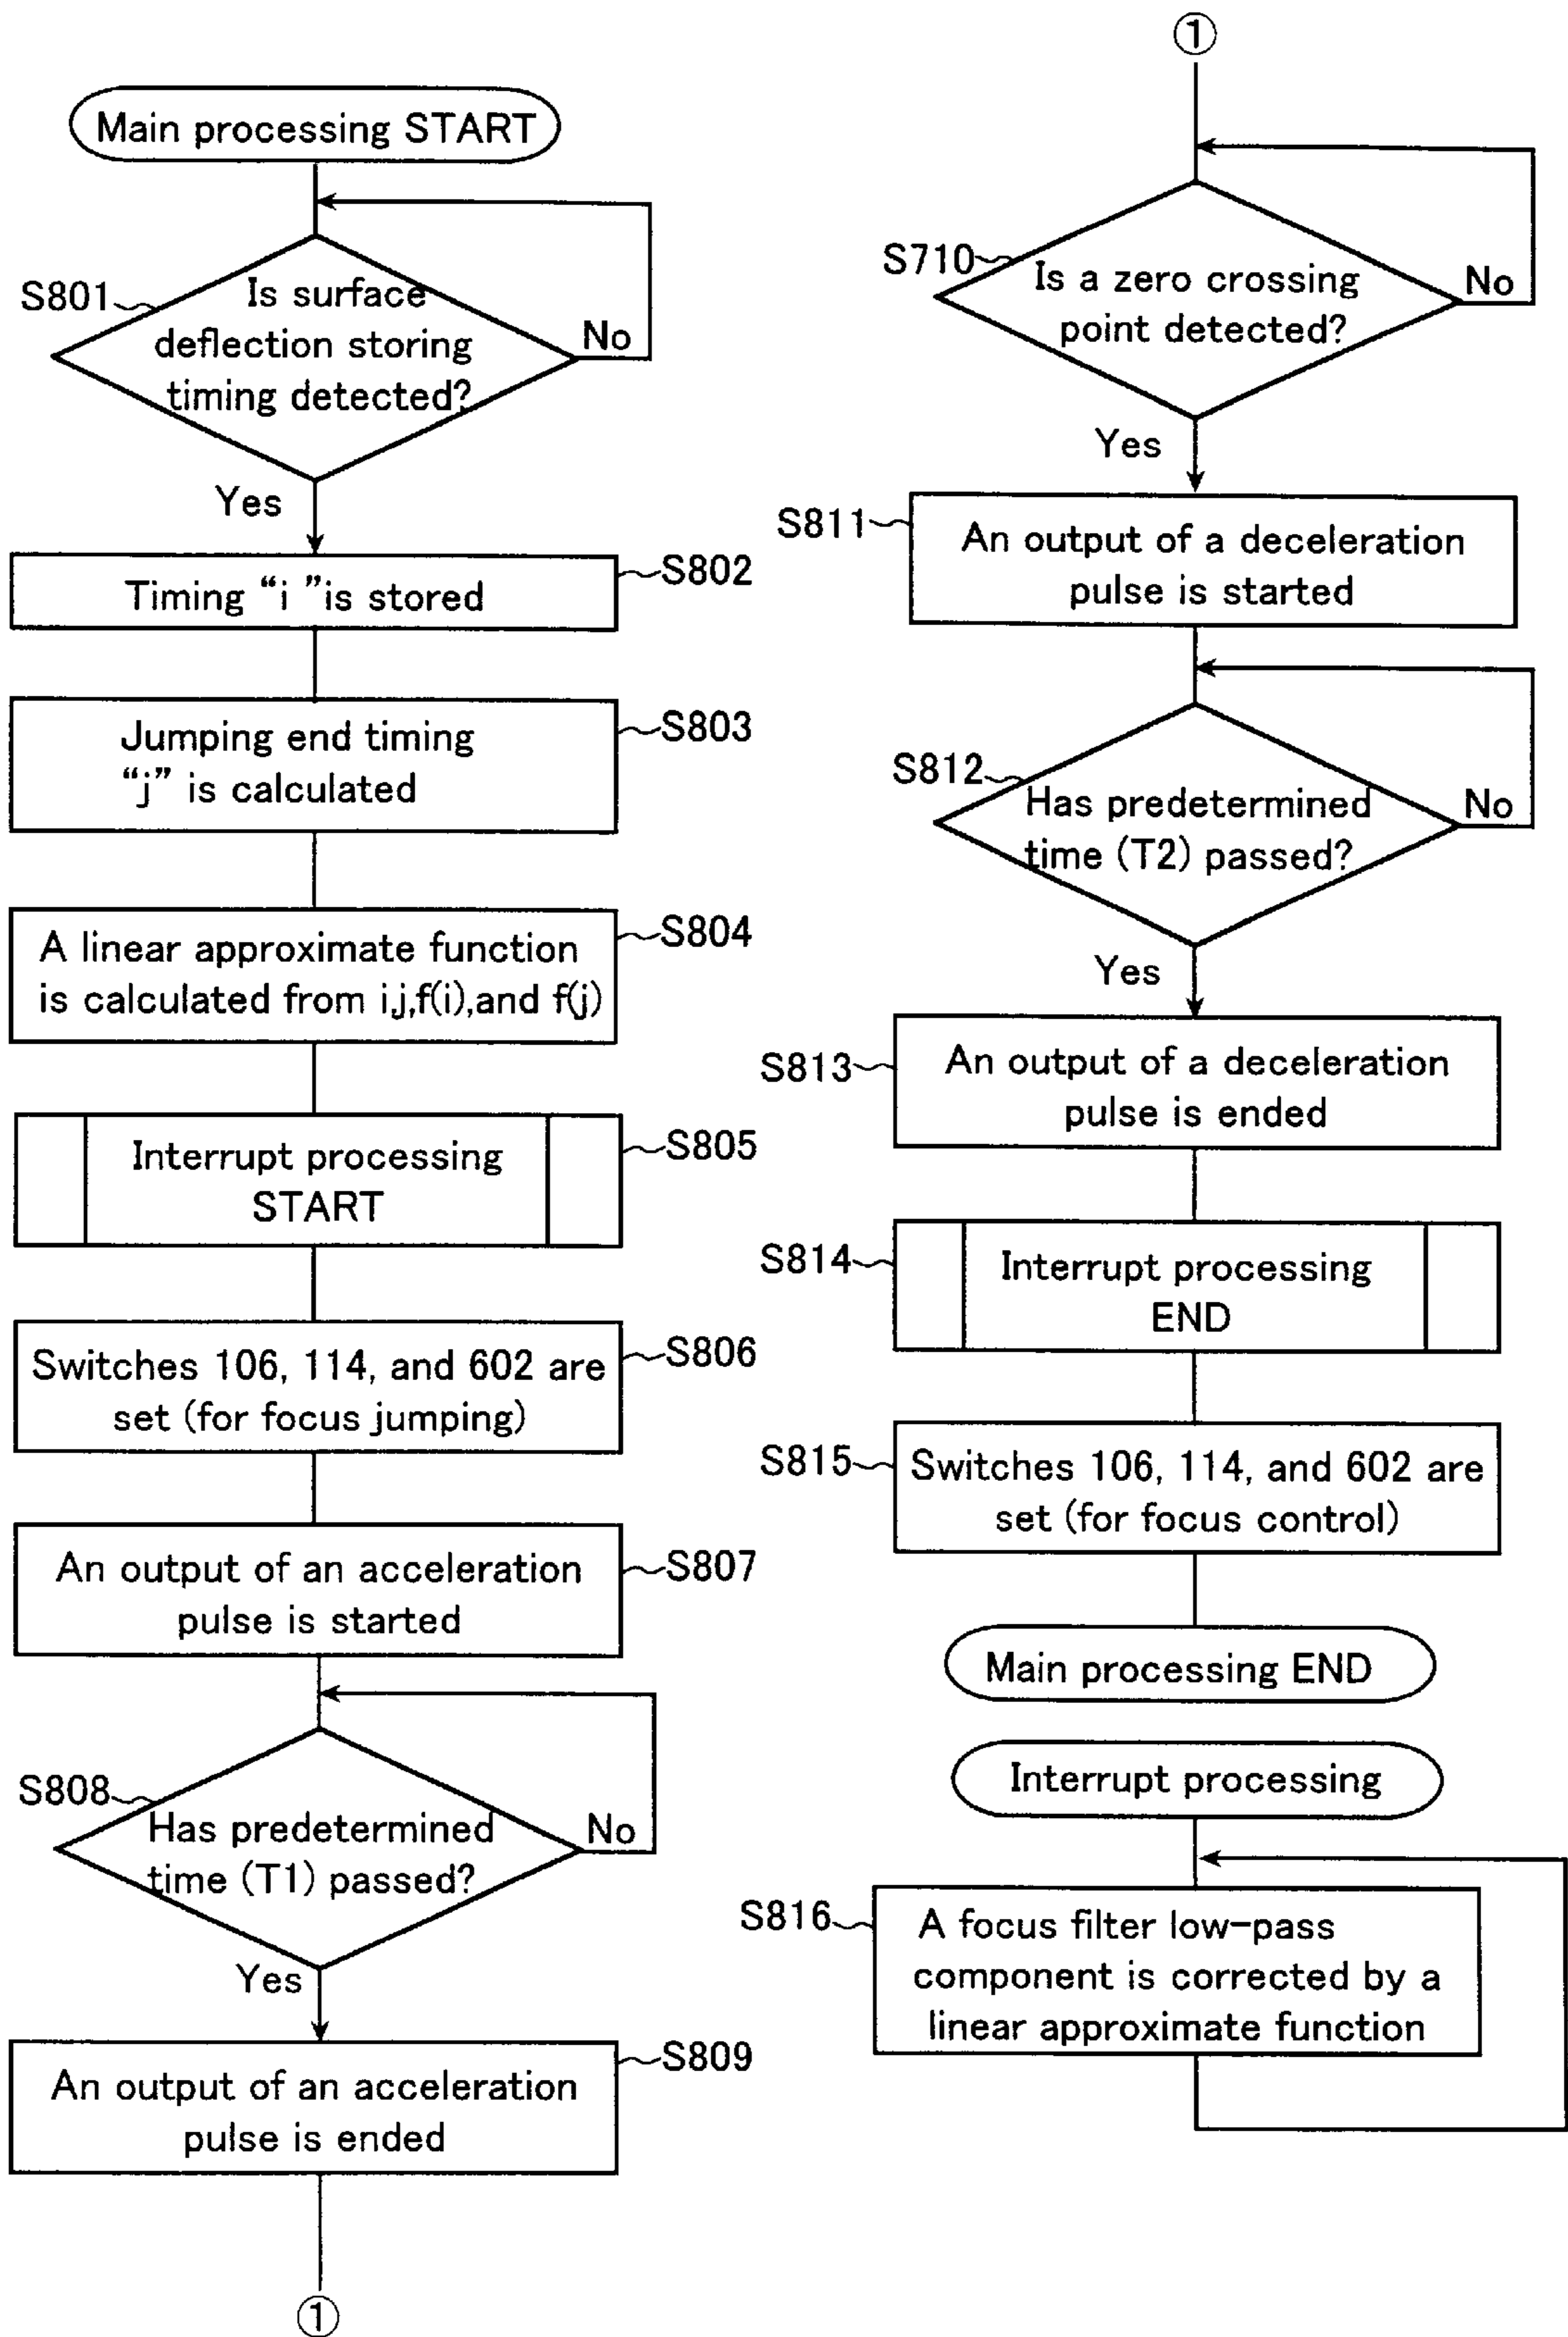 Main processing START
S801
Is surface
deflection storing
timing detected?
No
Yes
Timing “i ”is stored
S802
Jumping end timing
“j” is calculated
S803
A linear approximate function
is calculated from i,j,f(i),and f(j)
S804
Interrupt processing
START
S805
Switches 106, 114, and 602 are
set (for focus jumping)
S806
An output of an acceleration
pulse is started
S807
S808
Has predetermined
time (T1) passed?
No
Yes
An output of an acceleration
pulse is ended
S809
①
①
S710
Is a zero crossing
point detected?
No
Yes
S811
An output of a deceleration
pulse is started
S812
Has predetermined
time (T2) passed?
No
Yes
S813
An output of a deceleration
pulse is ended
S814
Interrupt processing
END
S815
Switches 106, 114, and 602 are
set (for focus control)
Main processing END
Interrupt processing
S816
A focus filter low-pass
component is corrected by a
linear approximate function